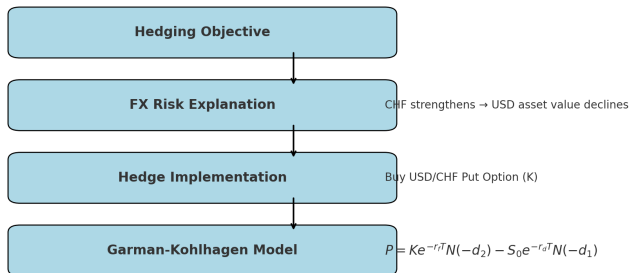 Hedging Objective
FX Risk Explanation
CHF strengthens → USD asset value declines
Hedge Implementation
Buy USD/CHF Put Option (K)
Garman-Kohlhagen Model
$P = Ke^{-r_f T}N(-d_2) - S_0e^{-r_d T}N(-d_1)$